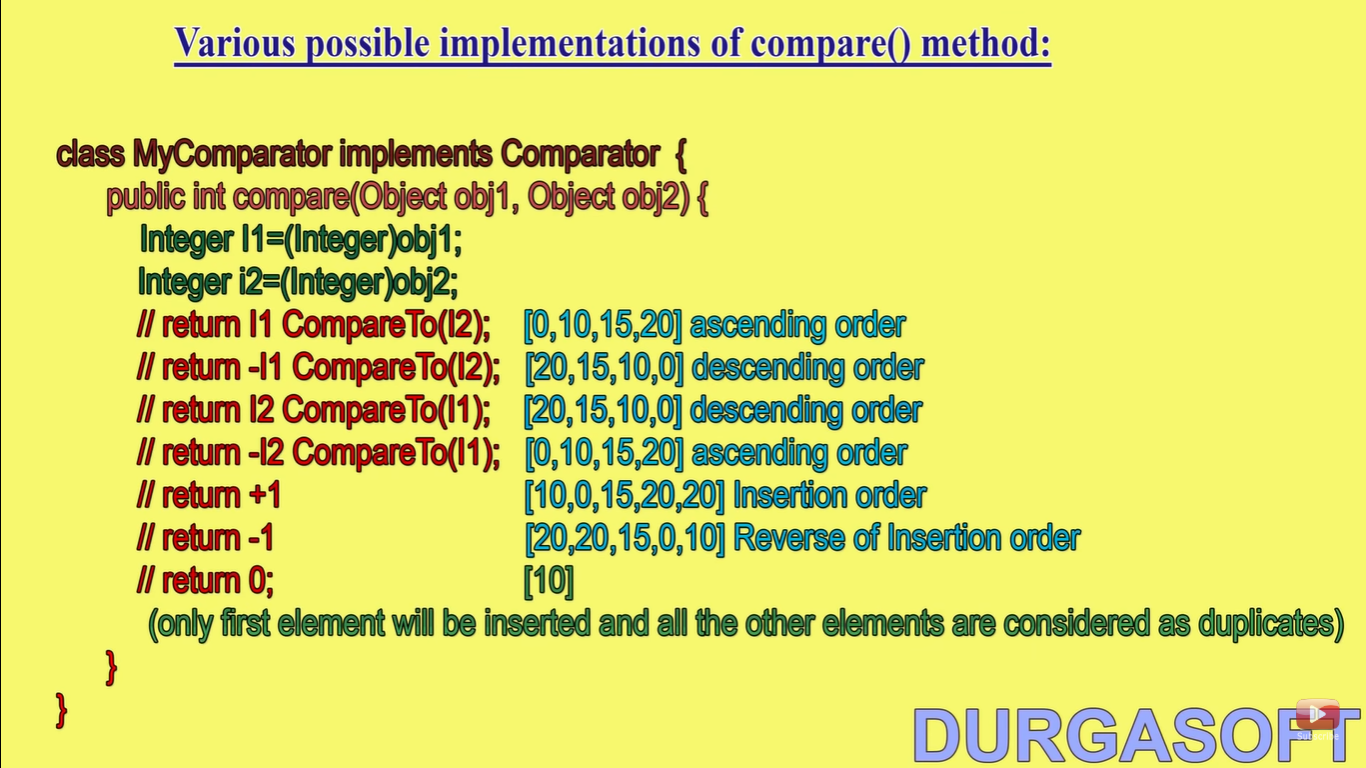 Various possible implementations of compare() method:
class MyComparator implements Comparator {
public int compare(Object obj1, Object obj2) {
Integer I1=(Integer)obj1;
Integer i2=(Integer)obj2;
// return I1 CompareTo(I2); [0,10,15,20] ascending order
// return -I1 CompareTo(I2); [20,15,10,0] descending order
// return I2 CompareTo(I1); [20,15,10,0] descending order
// return -I2 CompareTo(I1); [0,10,15,20] ascending order
// return +1 [10,0,15,20,20] Insertion order
// return -1 [20,20,15,0,10] Reverse of Insertion order
// return 0; [10]
(only first element will be inserted and all the other elements are considered as duplicates)
}
}
DURGASOFT
Subscribe